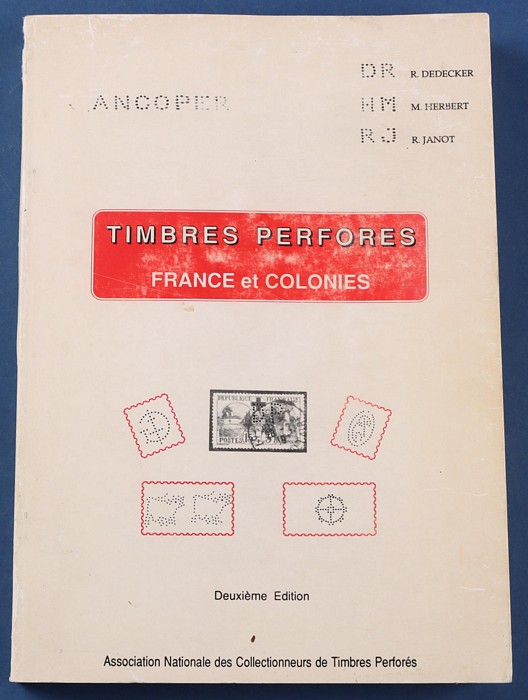 DR R. DEDECKER
ANCOPER HM M. HERBERT
RJ R. JANOT
TIMBRES PERFORES
FRANCE et COLONIES
REPUBLIQUE FRANCAISE
POSTES
Deuxième Edition
Association Nationale des Collectionneurs de Timbres Perforés